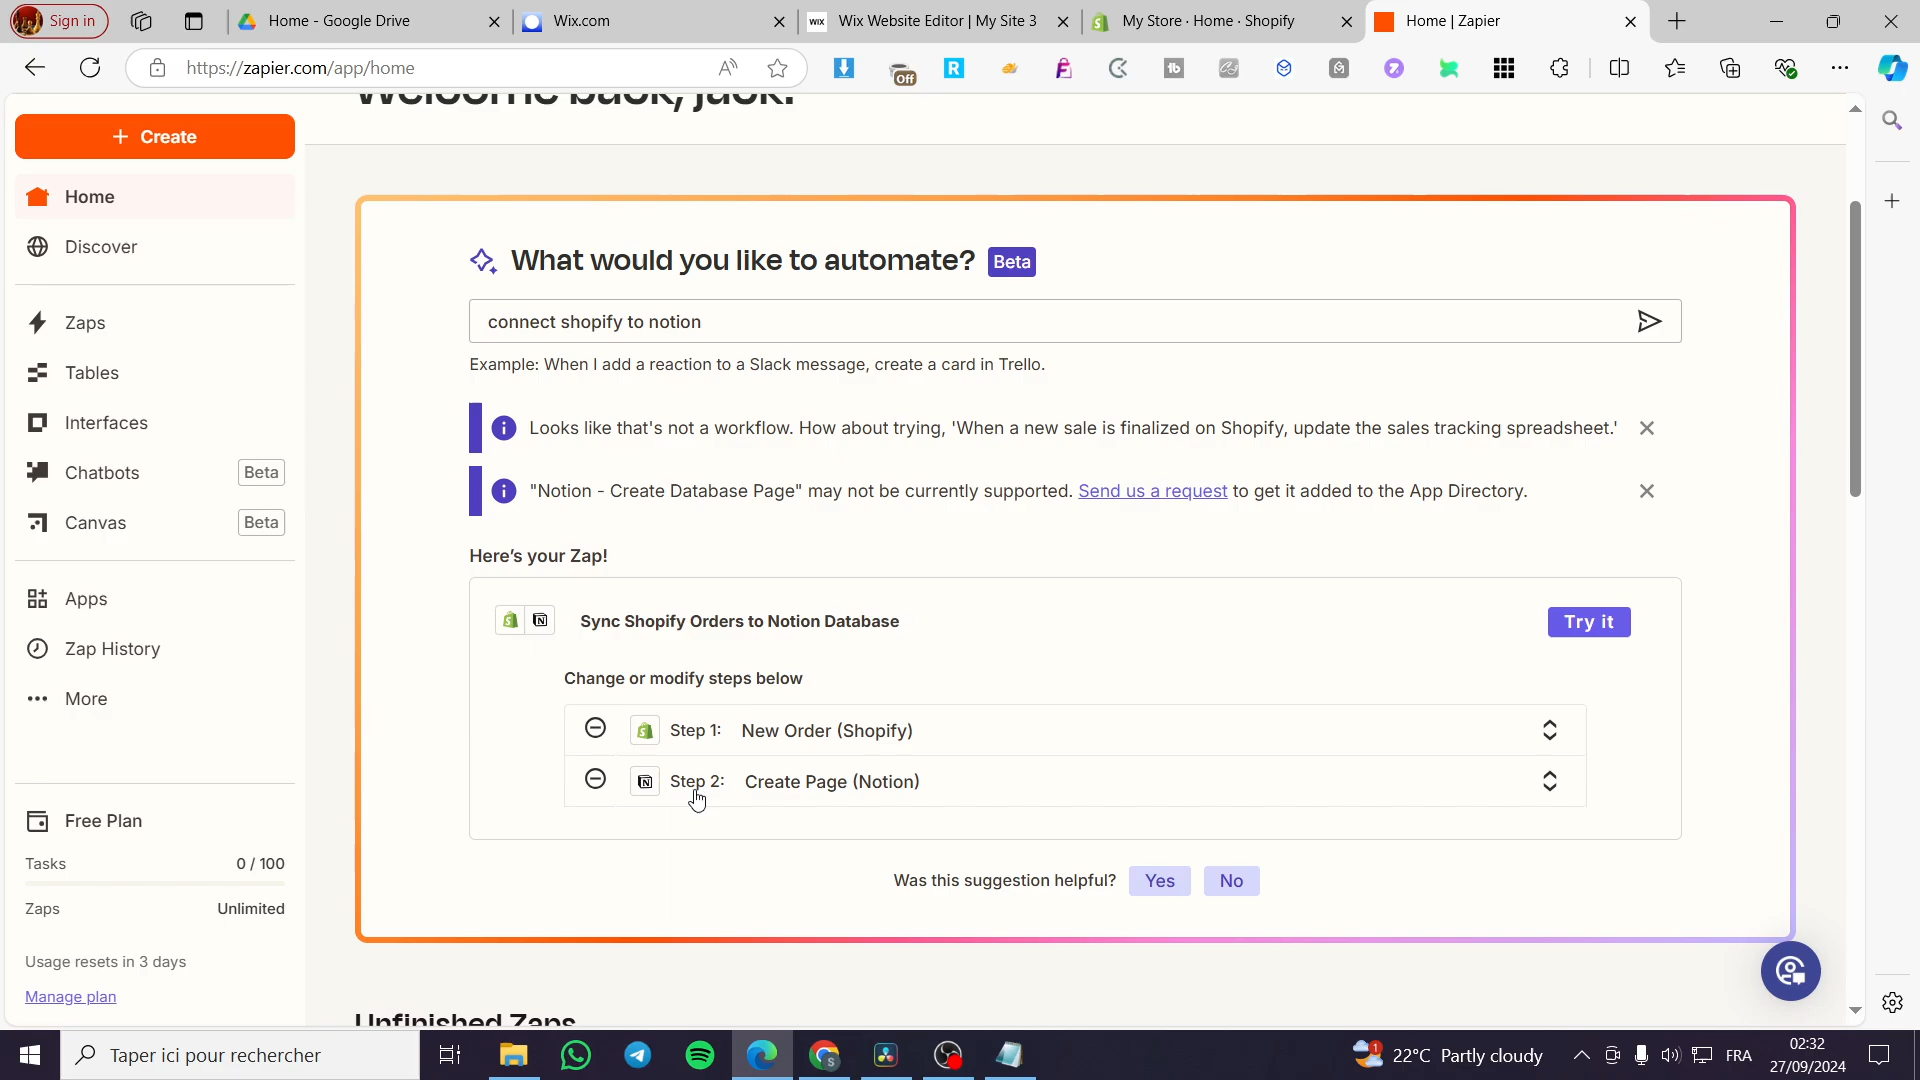 Sign in
Home - Google Drive
Wix.com
WIX
Wix Website Editor | My Site 3
My Store · Home · Shopify
Home | Zapier
https://zapier.com/app/home
Off
Welcome back, jack!
Create
Home
Discover
Zaps
Tables
Interfaces
Chatbots
Beta
Canvas
Beta
Apps
Zap History
More
Free Plan
Tasks
0 / 100
Zaps
Unlimited
Usage resets in 3 days
Manage plan
What would you like to automate?
Beta
connect shopify to notion
Example: When I add a reaction to a Slack message, create a card in Trello.
Looks like that's not a workflow. How about trying, 'When a new sale is finalized on Shopify, update the sales tracking spreadsheet.'
"Notion - Create Database Page" may not be currently supported. Send us a request to get it added to the App Directory.
Here's your Zap!
Sync Shopify Orders to Notion Database
Try it
Change or modify steps below
Step 1: New Order (Shopify)
Step 2: Create Page (Notion)
Was this suggestion helpful?
Yes
No
Unfinished Zaps
Taper ici pour rechercher
22°C Partly cloudy
FRA
02:32
27/09/2024